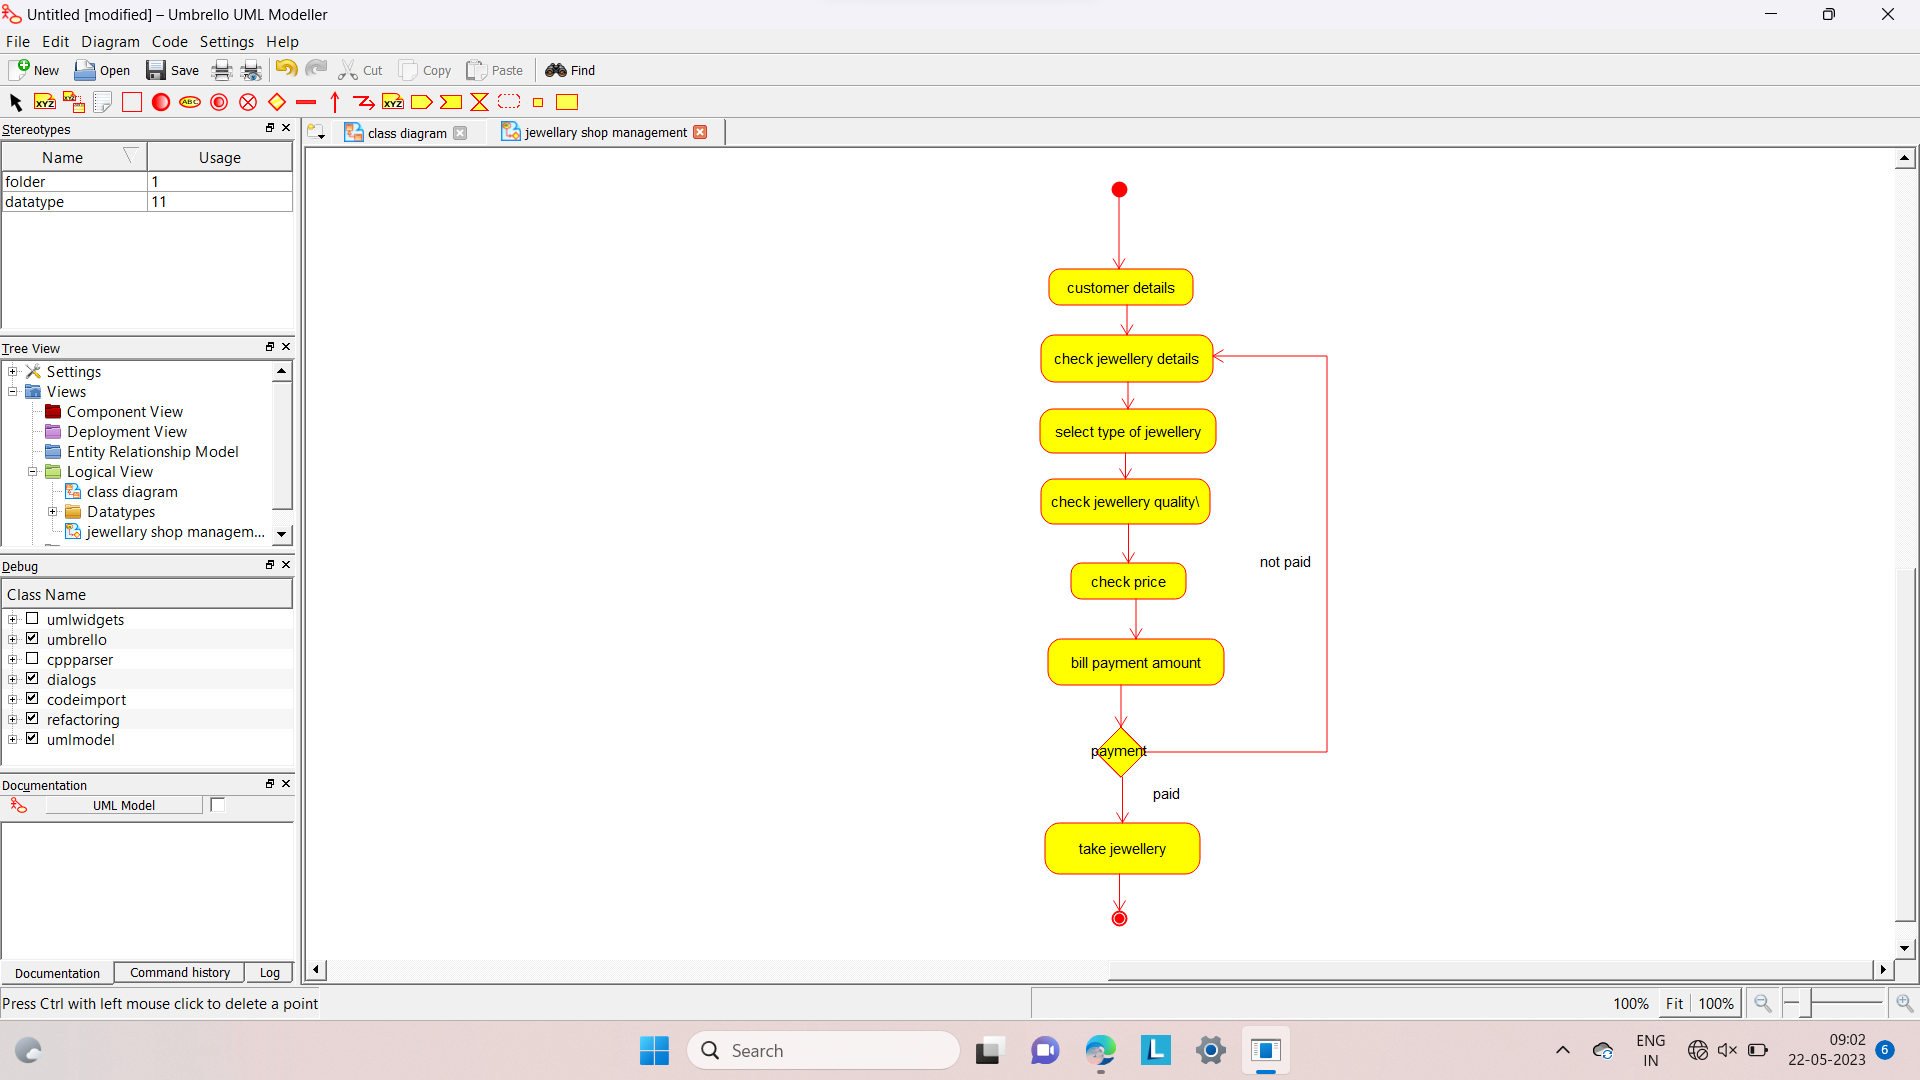 Untitled [modified] – Umbrello UML Modeller
File Edit Diagram Code Settings Help
New Open Save Cut Copy Paste Find
XYZ XYZ ABC XYZ
Stereotypes
class diagram jewellary shop management
Name Usage
folder 1
datatype 11
Tree View
Settings
Views
Component View
Deployment View
Entity Relationship Model
Logical View
class diagram
Datatypes
jewellary shop managem...
Debug
Class Name
umlwidgets
umbrello
cppparser
dialogs
codeimport
refactoring
umlmodel
Documentation
UML Model
Documentation Command history Log
customer details
check jewellery details
select type of jewellery
check jewellery quality\
not paid
check price
bill payment amount
payment
paid
take jewellery
Press Ctrl with left mouse click to delete a point
100% Fit 100%
Search
L
ENG
IN
09:02
22-05-2023
6